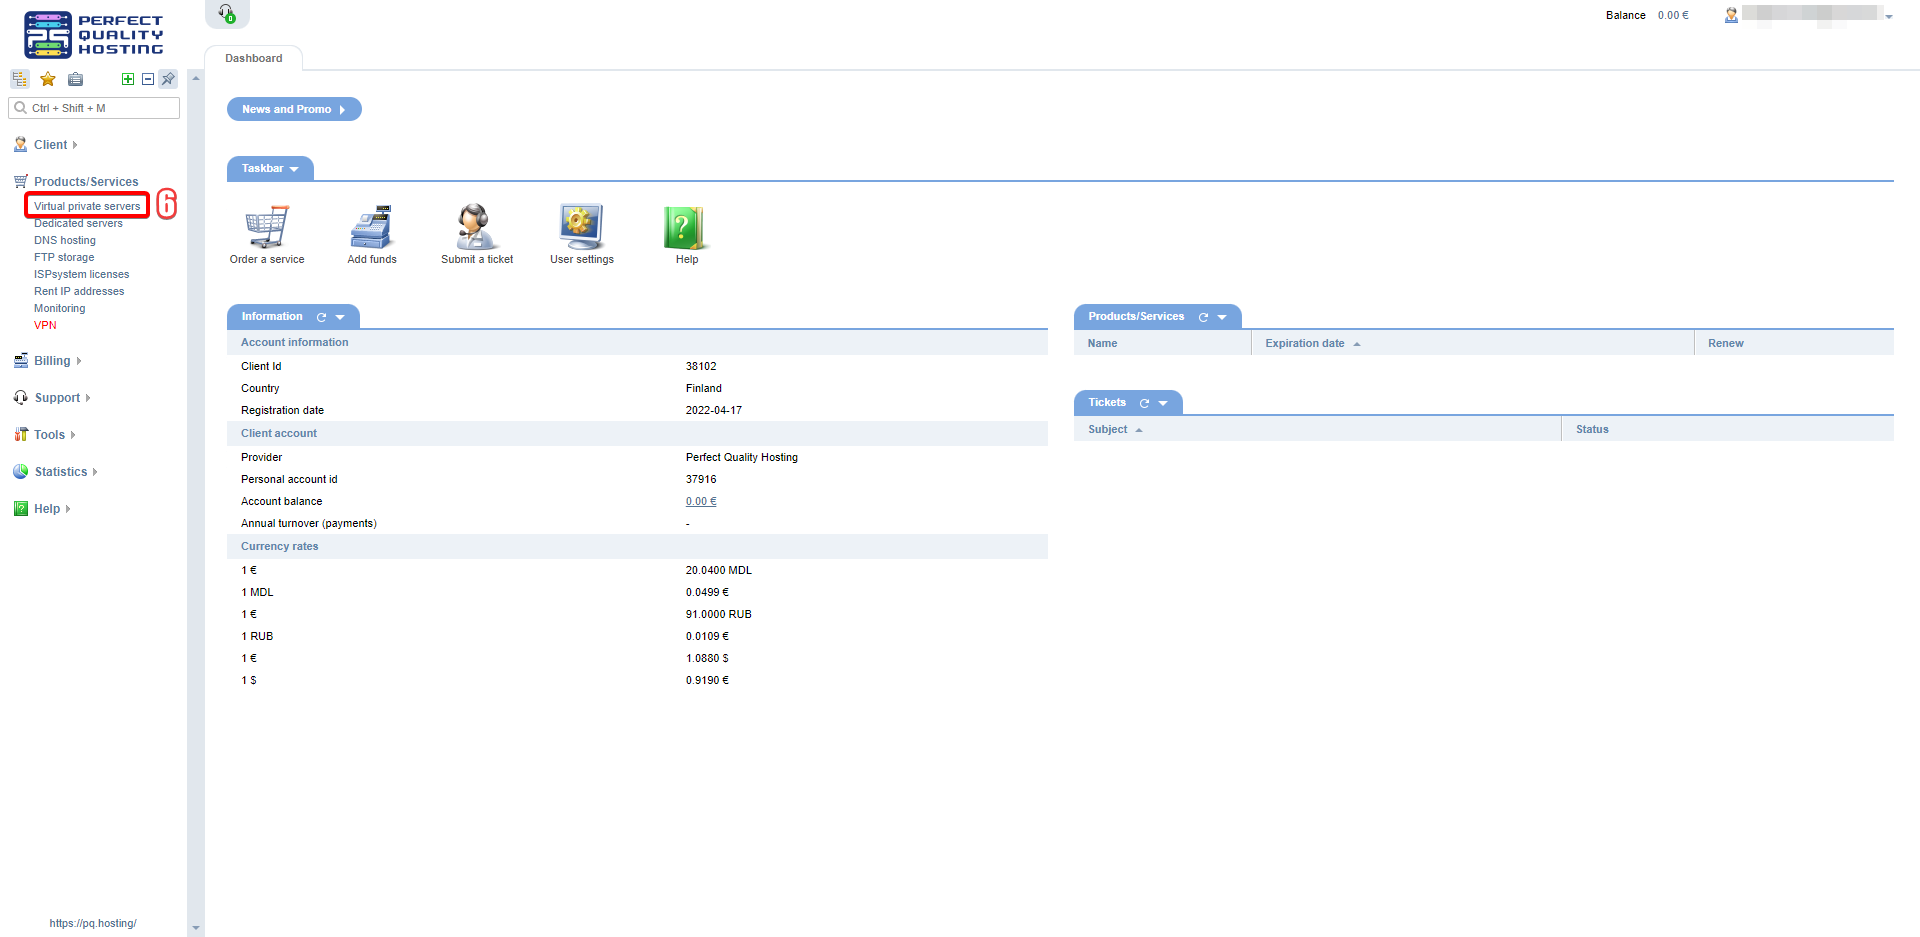 PERFECT
QUALITY
HOSTING
0
Balance 0.00 €
Dashboard
Ctrl + Shift + M
Client
Products/Services
Virtual private servers
6
Dedicated servers
DNS hosting
FTP storage
ISPsystem licenses
Rent IP addresses
Monitoring
VPN
Billing
Support
Tools
Statistics
Help
https://pq.hosting/
News and Promo
Taskbar
Order a service
Add funds
Submit a ticket
User settings
Help
Information
Account information
Client Id 38102
Country Finland
Registration date 2022-04-17
Client account
Provider Perfect Quality Hosting
Personal account id 37916
Account balance 0.00 €
Annual turnover (payments) -
Currency rates
1 € 20.0400 MDL
1 MDL 0.0499 €
1 € 91.0000 RUB
1 RUB 0.0109 €
1 € 1.0880 $
1 $ 0.9190 €
Products/Services
Name Expiration date Renew
Tickets
Subject Status